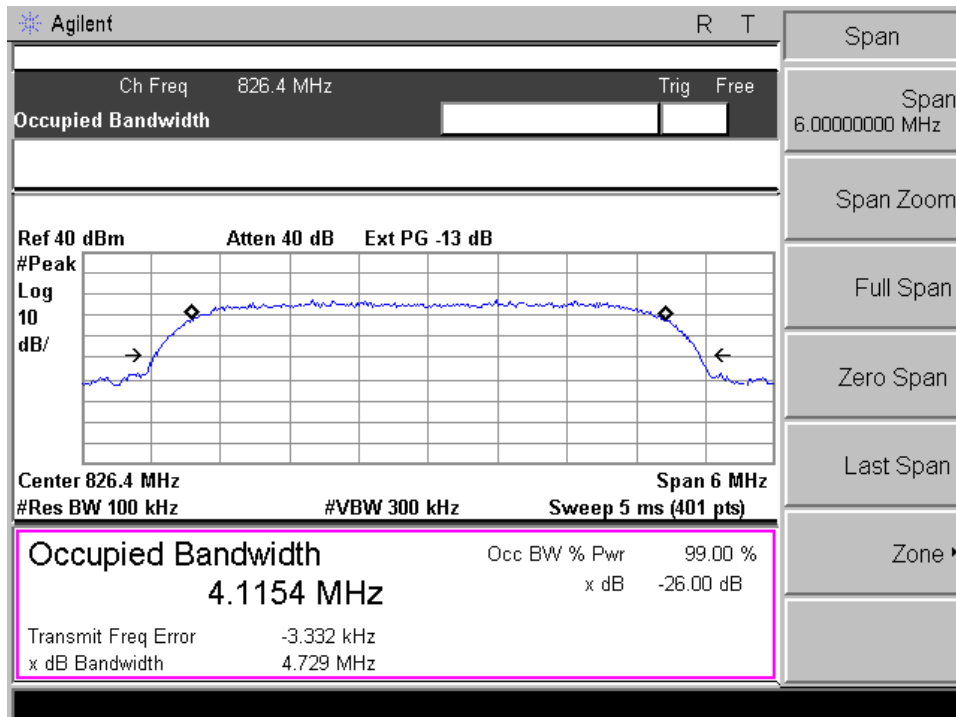 Agilent R T
Ch Freq 826.4 MHz Trig Free
Occupied Bandwidth
Ref 40 dBm Atten 40 dB Ext PG -13 dB
#Peak
Log
10
dB/
Center 826.4 MHz Span 6 MHz
#Res BW 100 kHz #VBW 300 kHz Sweep 5 ms (401 pts)
Occupied Bandwidth Occ BW % Pwr 99.00 %
4.1154 MHz x dB -26.00 dB
Transmit Freq Error -3.332 kHz
x dB Bandwidth 4.729 MHz
Span
Span
6.00000000 MHz
Span Zoom
Full Span
Zero Span
Last Span
Zone